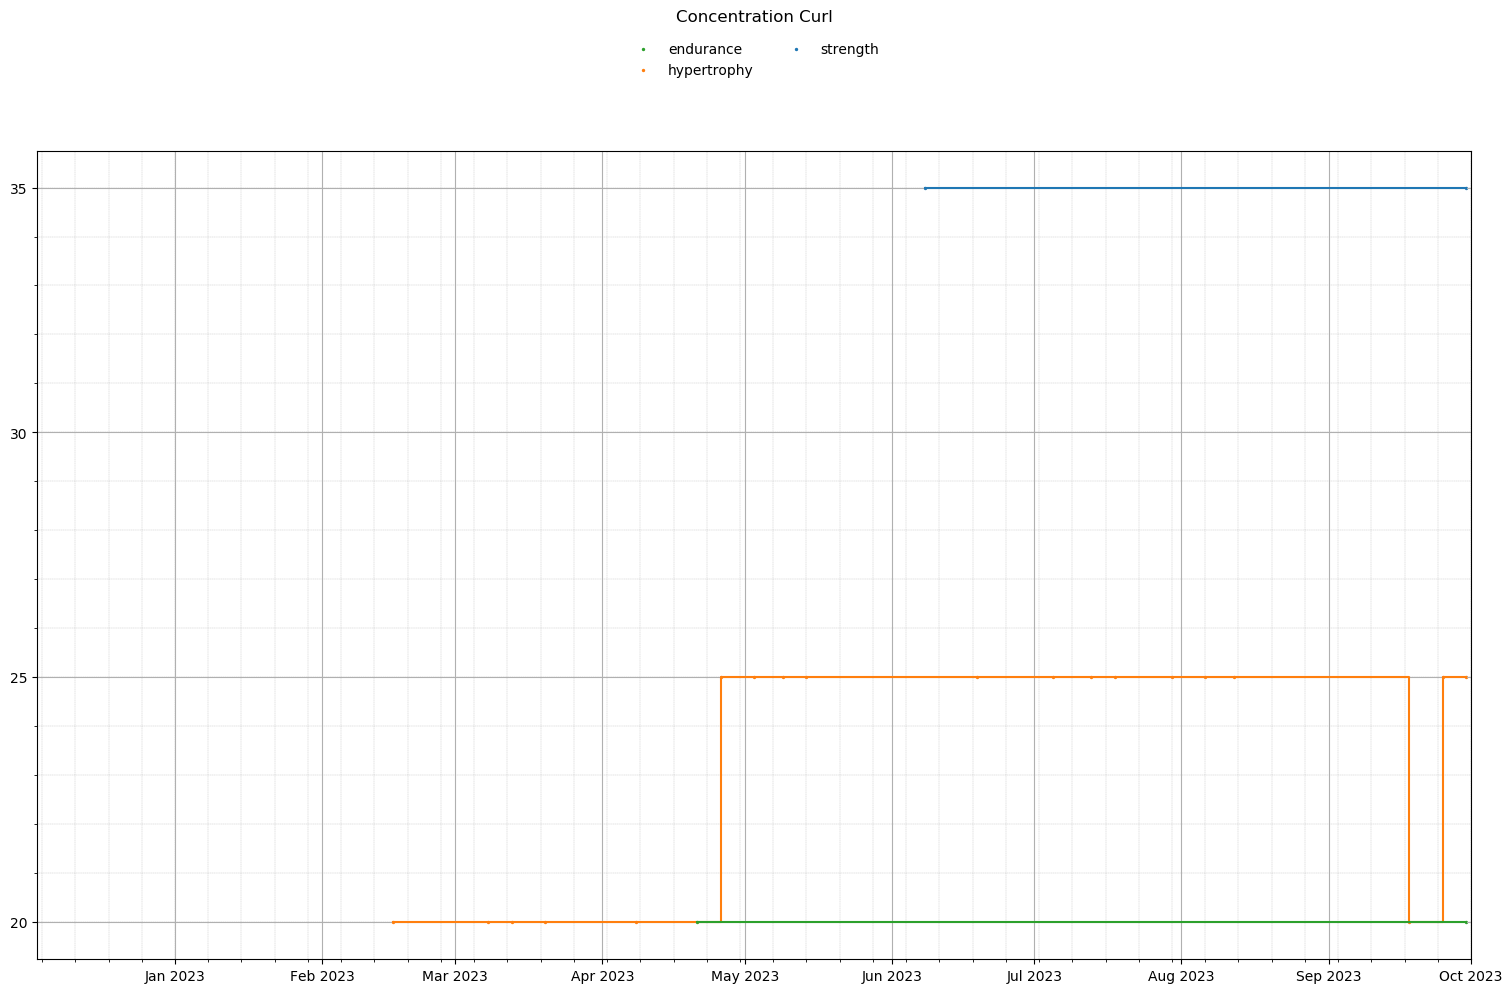 Concentration Curl
endurance strength
hypertrophy
35
30
25
20
Jan 2023 Feb 2023 Mar 2023 Apr 2023 May 2023 Jun 2023 Jul 2023 Aug 2023 Sep 2023 Oct 2023